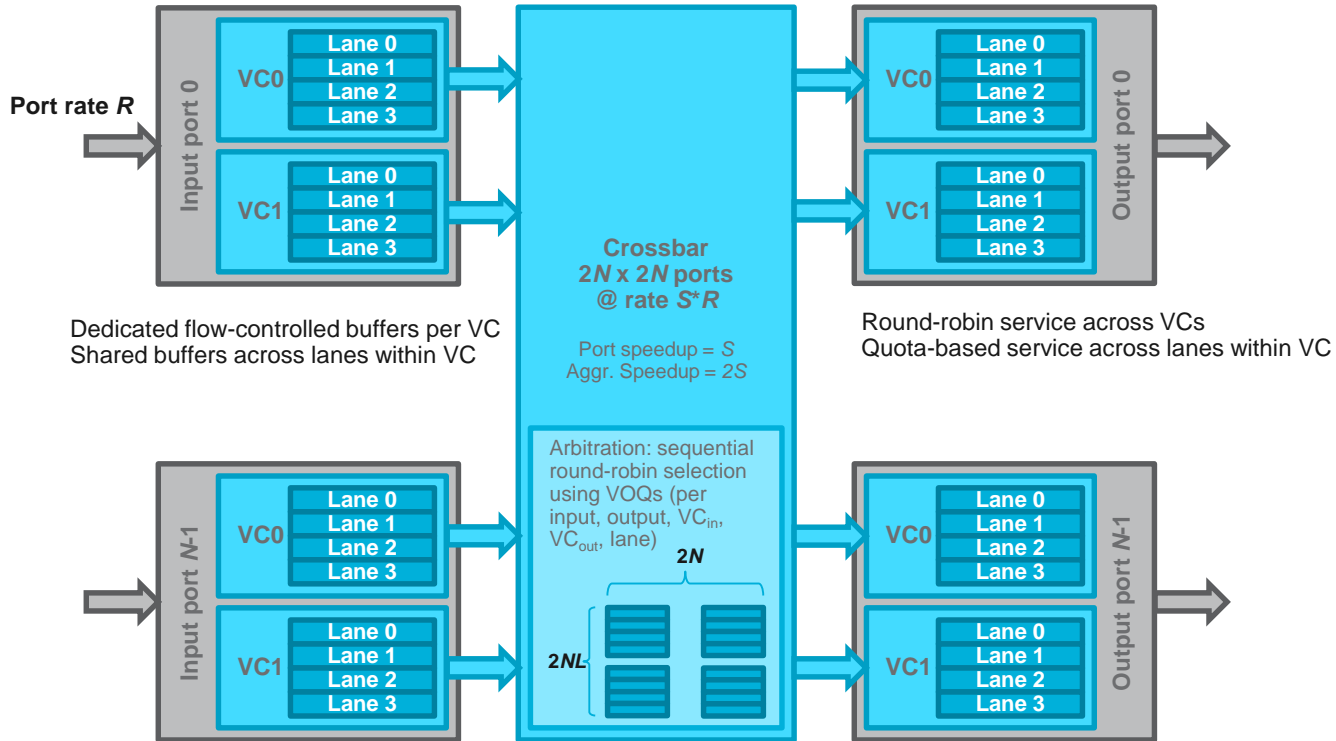 Port rate R
Input port 0
VC0
Lane 0
Lane 1
Lane 2
Lane 3
VC1
Lane 0
Lane 1
Lane 2
Lane 3
Dedicated flow-controlled buffers per VC
Shared buffers across lanes within VC
Input port N-1
VC0
Lane 0
Lane 1
Lane 2
Lane 3
VC1
Lane 0
Lane 1
Lane 2
Lane 3
Crossbar
2N x 2N ports
@ rate S*R
Port speedup = S
Aggr. Speedup = 2S
Arbitration: sequential
round-robin selection
using VOQs (per
input, output, VCin,
VCout, lane)
2N
2NL
VC0
Lane 0
Lane 1
Lane 2
Lane 3
VC1
Lane 0
Lane 1
Lane 2
Lane 3
Output port 0
Round-robin service across VCs
Quota-based service across lanes within VC
VC0
Lane 0
Lane 1
Lane 2
Lane 3
VC1
Lane 0
Lane 1
Lane 2
Lane 3
Output port N-1